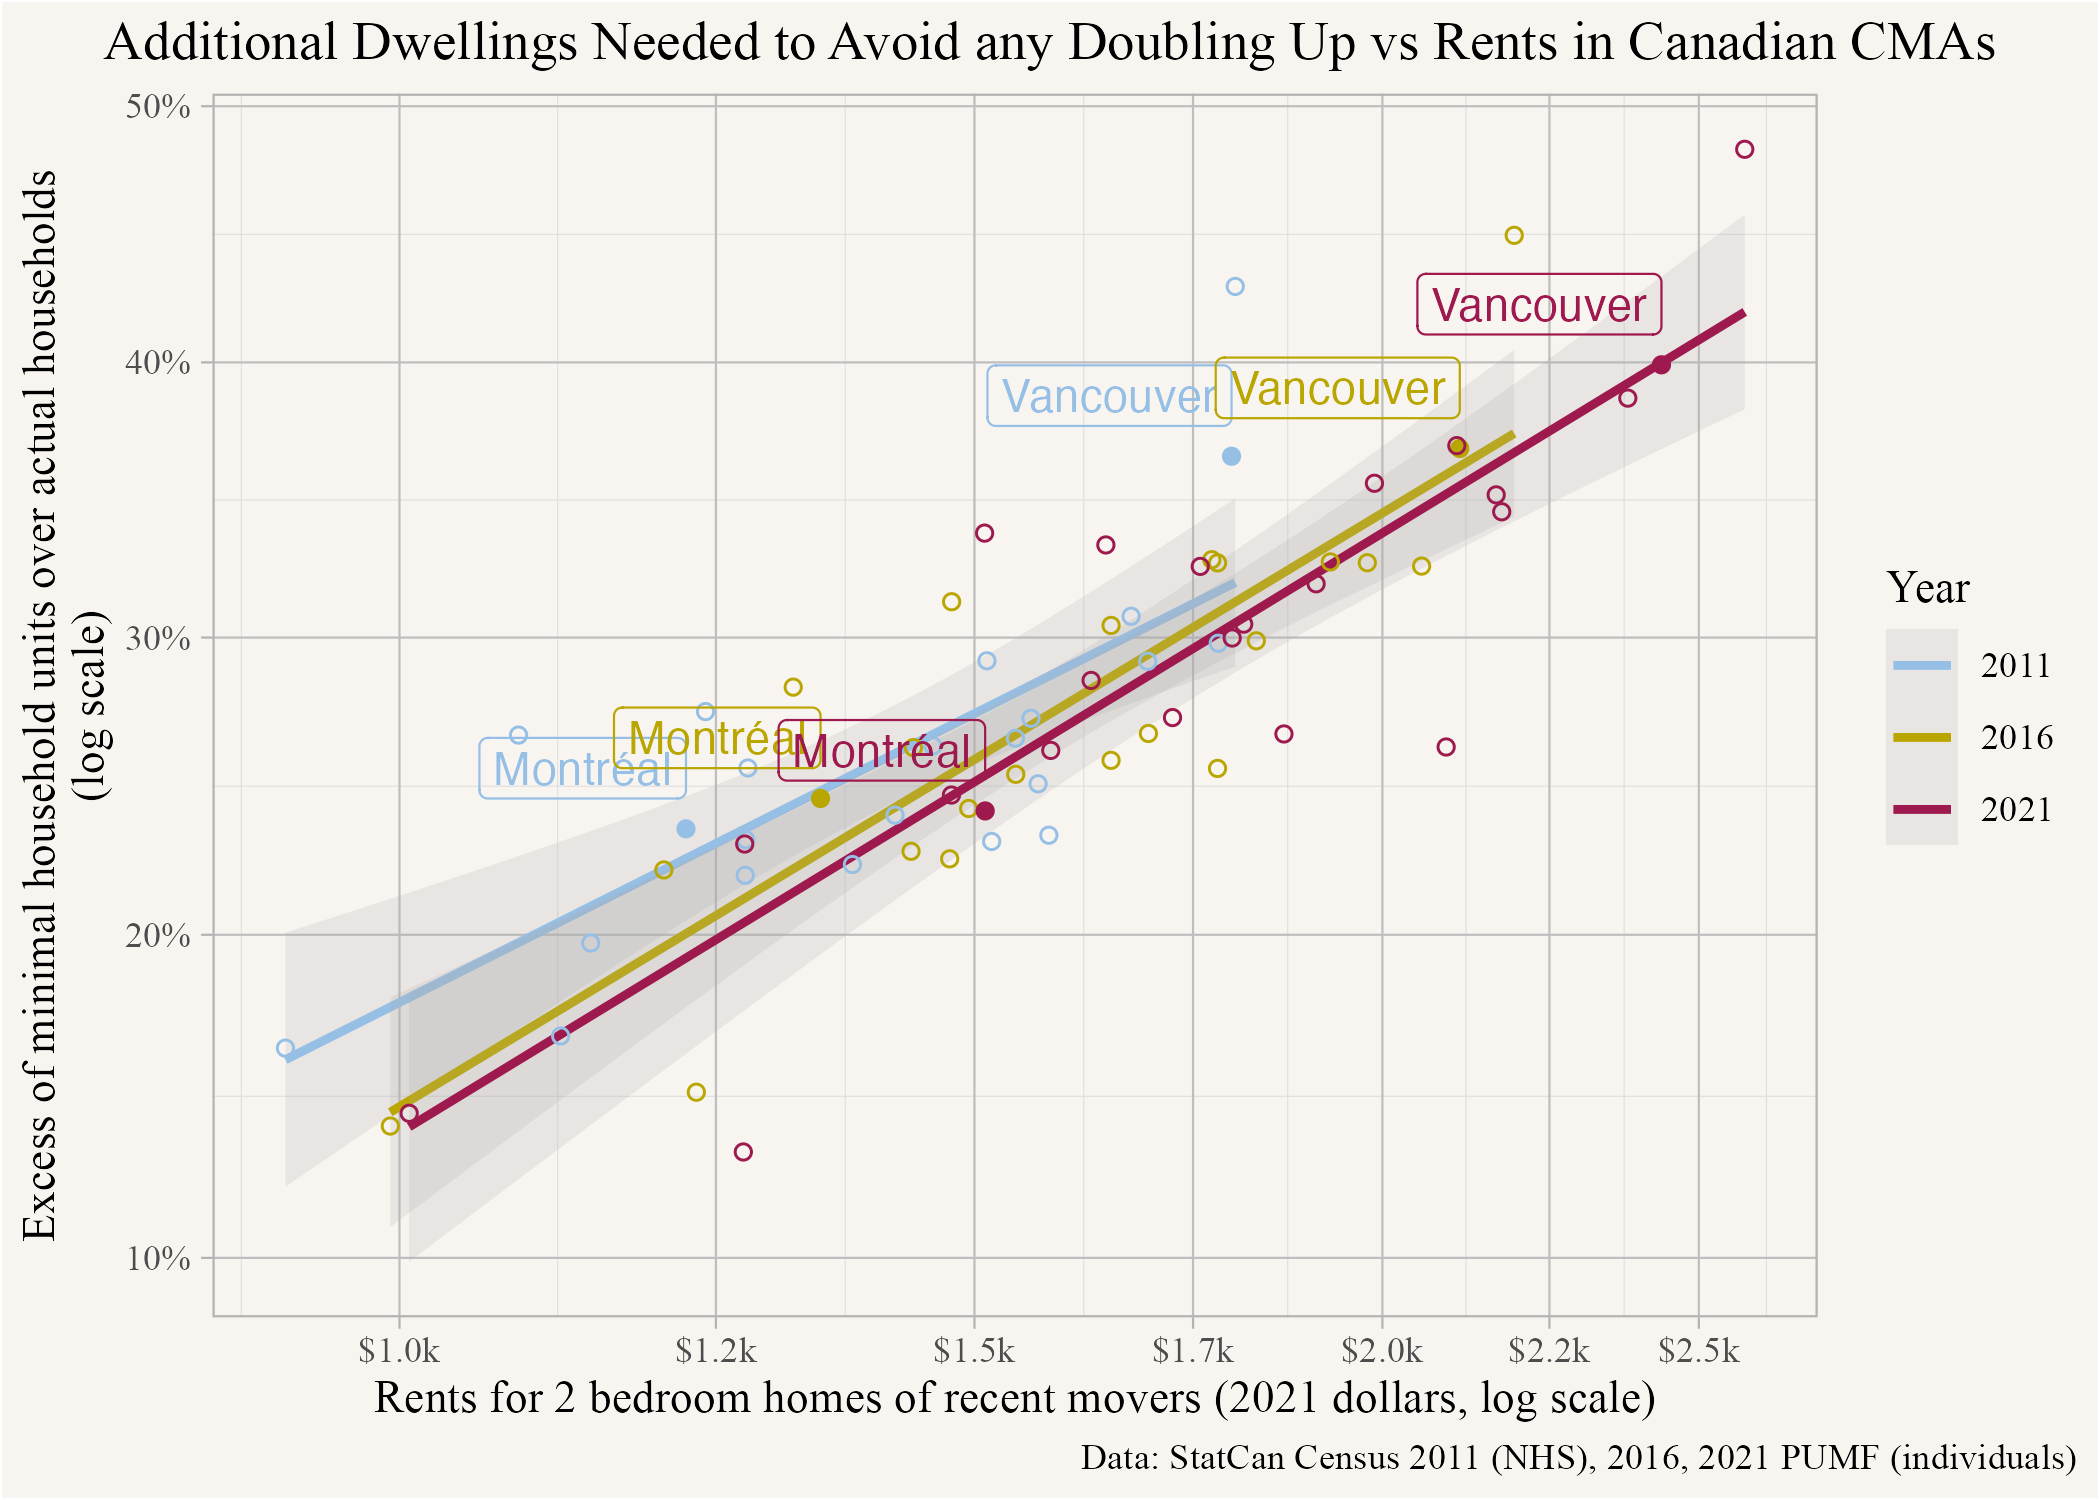 Additional Dwellings Needed to Avoid any Doubling Up vs Rents in Canadian CMAs
Excess of minimal household units over actual households
(log scale)
50%
40%
30%
20%
10%
Vancouver
Vancouver
Vancouver
Montréal
Montréal
Montréal
Year
2011
2016
2021
$1.0k
$1.2k
$1.5k
$1.7k
$2.0k
$2.2k
$2.5k
Rents for 2 bedroom homes of recent movers (2021 dollars, log scale)
Data: StatCan Census 2011 (NHS), 2016, 2021 PUMF (individuals)